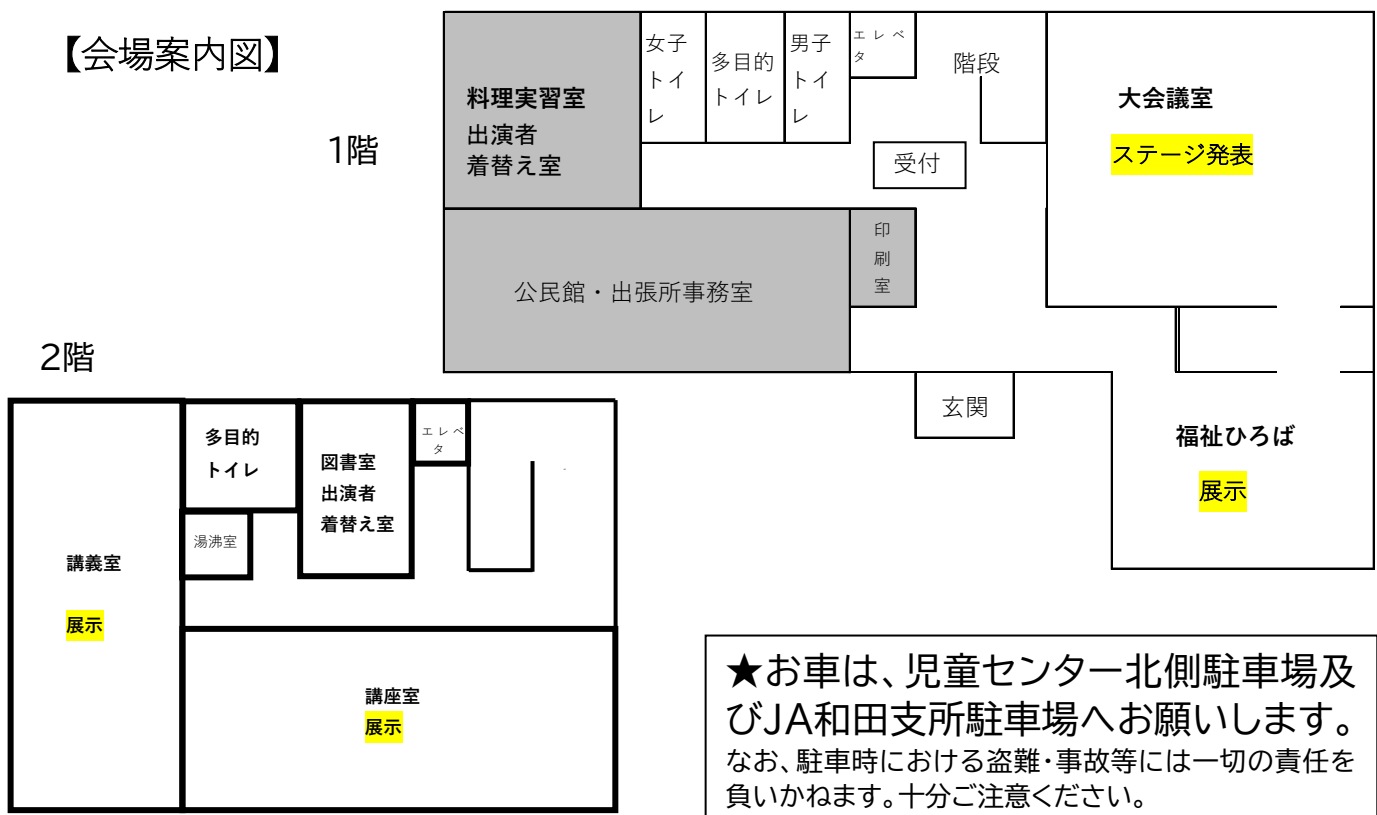 【会場案内図】
1階
料理実習室
出演者
着替え室
女子
トイ
レ
多目的
トイレ
男子
トイ
レ
エレベ
タ
階段
大会議室
ステージ発表
受付
公民館・出張所事務室
印
刷
室
玄関
福祉ひろば
展示
2階
講義室
展示
多目的
トイレ
湯沸室
図書室
出演者
着替え室
エレベ
タ
講座室
展示
★お車は、児童センター北側駐車場及
びJA和田支所駐車場へお願いします。
なお、駐車時における盗難・事故等には一切の責任を
負いかねます。十分ご注意ください。